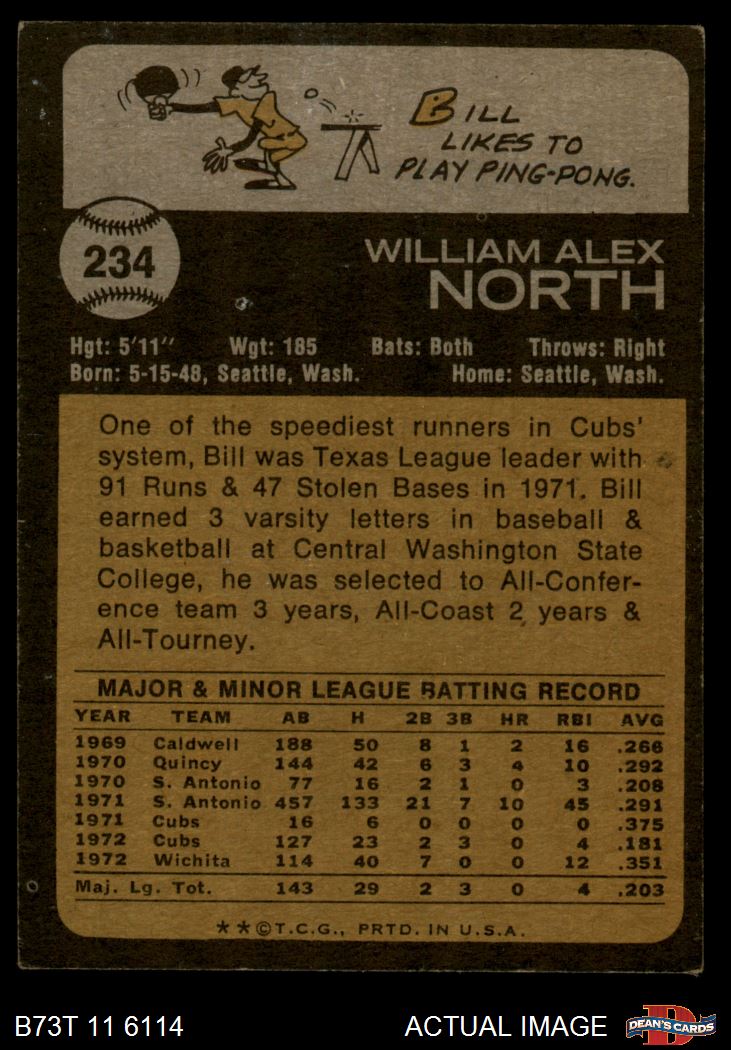 BILL
LIKES TO
PLAY PING-PONG.
234
WILLIAM ALEX
NORTH
Hgt: 5'11" Wgt: 185 Bats: Both Throws: Right
Born: 5-15-48, Seattle, Wash. Home: Seattle, Wash.
One of the speediest runners in Cubs'
system, Bill was Texas League leader with
91 Runs & 47 Stolen Bases in 1971. Bill
earned 3 varsity letters in baseball &
basketball at Central Washington State
College, he was selected to All-Confer-
ence team 3 years, All-Coast 2 years &
All-Tourney.
MAJOR & MINOR LEAGUE BATTING RECORD
YEAR TEAM AB H 2B 3B HR RBI AVG
1969 Caldwell 188 50 8 1 2 16 .266
1970 Quincy 144 42 6 3 4 10 .292
1970 S. Antonio 77 16 2 1 0 3 .208
1971 S. Antonio 457 133 21 7 10 45 .291
1971 Cubs 16 6 0 0 0 0 .375
1972 Cubs 127 23 2 3 0 4 .181
1972 Wichita 114 40 7 0 0 12 .351
Maj. Lg. Tot. 143 29 2 3 0 4 .203
**©T.C.G., PRTD. IN U.S.A.
B73T 11 6114 ACTUAL IMAGE DEAN'S CARDS